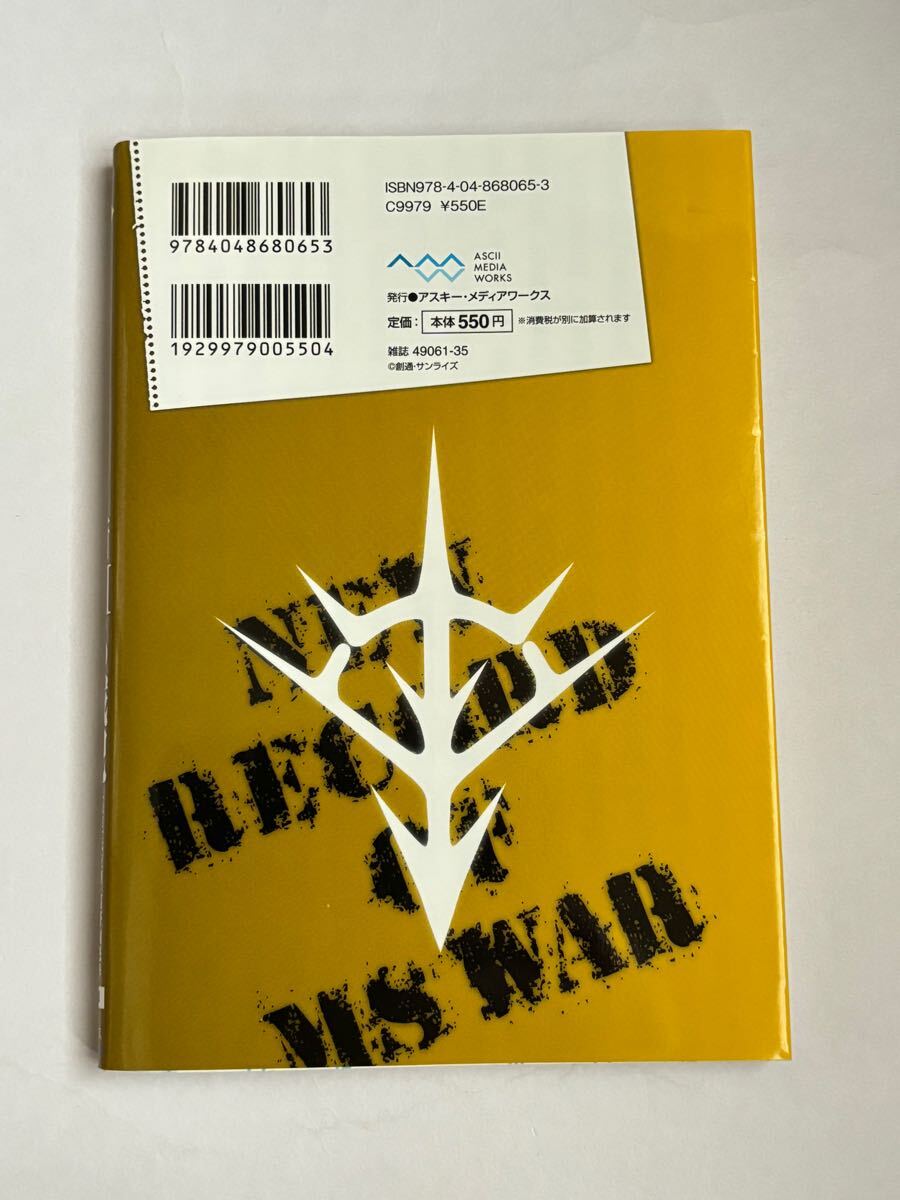 ISBN978-4-04-868065-3
C9979 ¥550E
9784048680653
ASCII
MEDIA
WORKS
発行●アスキー・メディアワークス
定価： 本体550円 ※消費税が別に加算されます
1929979005504
雑誌 49061-35
©創通・サンライズ
NEW
RECORD
OF
MS WAR